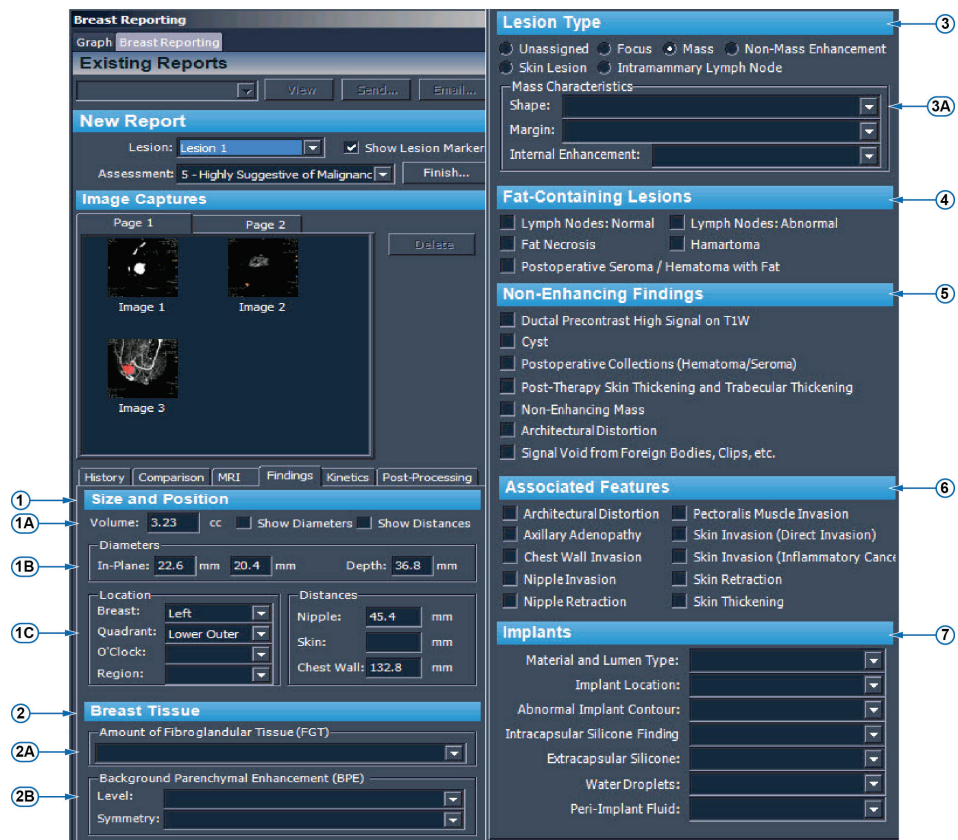 Breast Reporting
Graph Breast Reporting
Existing Reports
View Send... Email...
New Report
Lesion: Lesion 1 Show Lesion Marker
Assessment: 5 - Highly Suggestive of Malignanc Finish...
Image Captures
Page 1 Page 2
Delete
Image 1 Image 2
Image 3
History Comparison MRI Findings Kinetics Post-Processing
1 Size and Position
1A Volume: 3.23 cc Show Diameters Show Distances
Diameters
1B In-Plane: 22.6 mm 20.4 mm Depth: 36.8 mm
Location
Breast: Left
1C Quadrant: Lower Outer
O'Clock:
Region:
Distances
Nipple: 45.4 mm
Skin: mm
Chest Wall: 132.8 mm
2 Breast Tissue
Amount of Fibroglandular Tissue (FGT)
2A
Background Parenchymal Enhancement (BPE)
2B Level:
Symmetry:
Lesion Type 3
Unassigned Focus Mass Non-Mass Enhancement
Skin Lesion Intramammary Lymph Node
Mass Characteristics
Shape: 3A
Margin:
Internal Enhancement:
Fat-Containing Lesions 4
Lymph Nodes: Normal Lymph Nodes: Abnormal
Fat Necrosis Hamartoma
Postoperative Seroma / Hematoma with Fat
Non-Enhancing Findings 5
Ductal Precontrast High Signal on T1W
Cyst
Postoperative Collections (Hematoma/Seroma)
Post-Therapy Skin Thickening and Trabecular Thickening
Non-Enhancing Mass
Architectural Distortion
Signal Void from Foreign Bodies, Clips, etc.
Associated Features 6
Architectural Distortion Pectoralis Muscle Invasion
Axillary Adenopathy Skin Invasion (Direct Invasion)
Chest Wall Invasion Skin Invasion (Inflammatory Cance
Nipple Invasion Skin Retraction
Nipple Retraction Skin Thickening
Implants 7
Material and Lumen Type:
Implant Location:
Abnormal Implant Contour:
Intracapsular Silicone Finding
Extracapsular Silicone:
Water Droplets:
Peri-Implant Fluid: